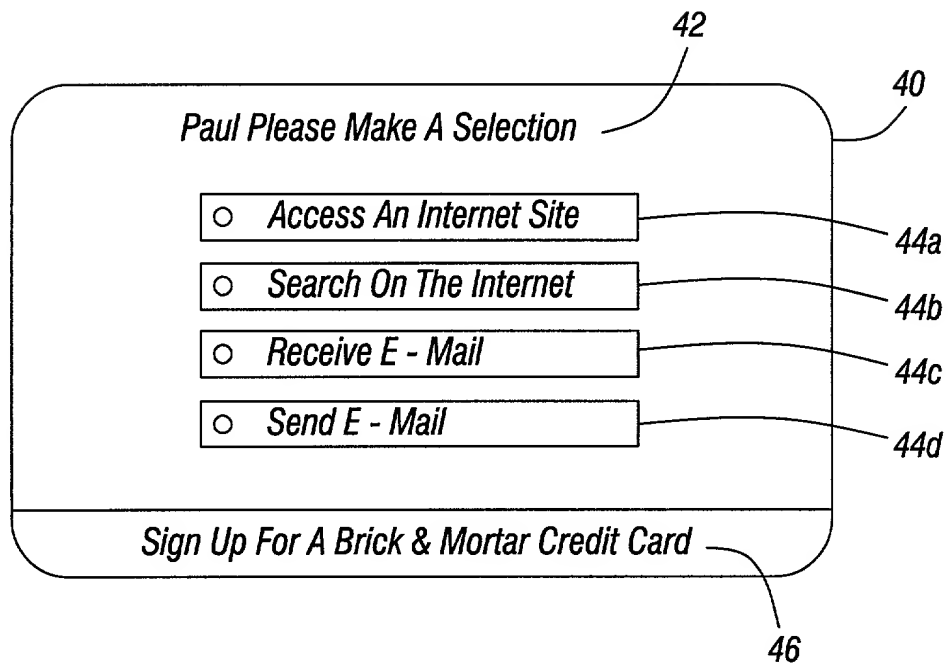 42
40
Paul Please Make A Selection
Access An Internet Site
44a
Search On The Internet
44b
Receive E - Mail
44c
Send E - Mail
44d
Sign Up For A Brick & Mortar Credit Card
46